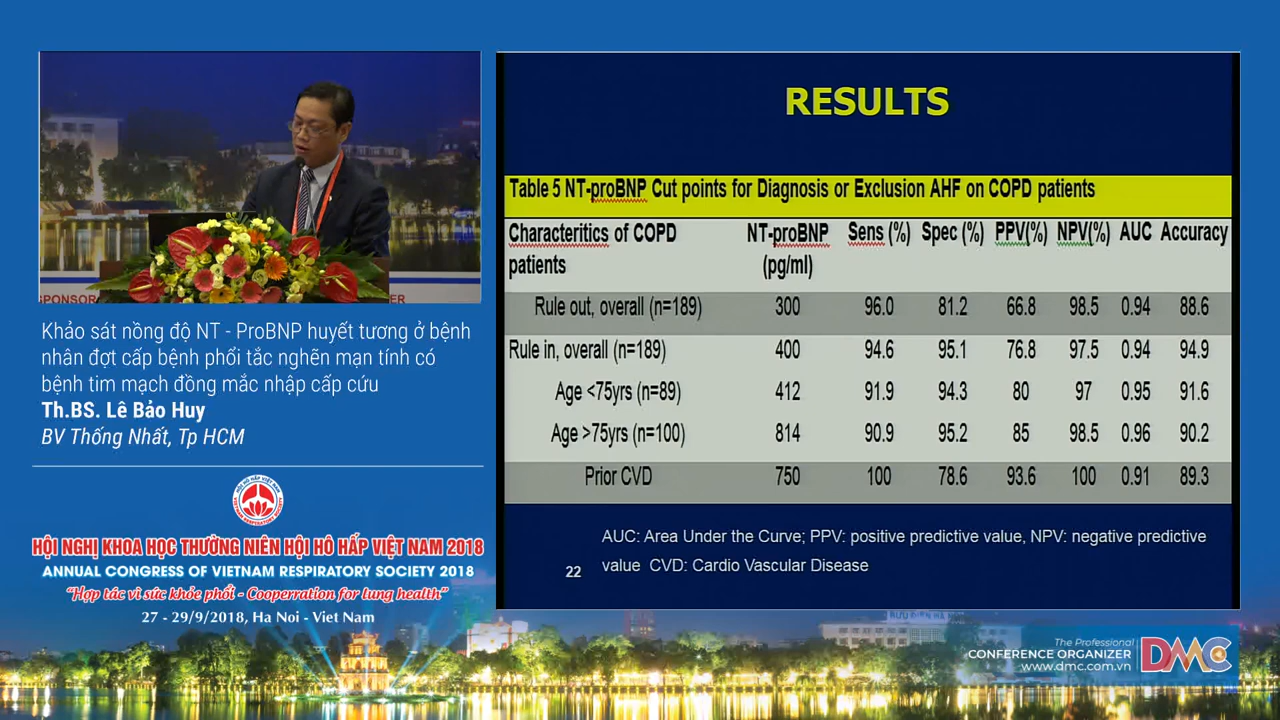 SPONSOR
ER
Khảo sát nồng độ NT - ProBNP huyết tương ở bệnh
nhân đợt cấp bệnh phổi tắc nghẽn mạn tính có
bệnh tim mạch đồng mắc nhập cấp cứu
Th.BS. Lê Bảo Huy
BV Thống Nhất, Tp HCM
HỘI NGHỊ KHOA HỌC THƯỜNG NIÊN HỘI HÔ HẤP VIỆT NAM 2018
ANNUAL CONGRESS OF VIETNAM RESPIRATORY SOCIETY 2018
“Hợp tác vì sức khỏe phổi - Cooperration for lung health”
27 - 29/9/2018, Ha Noi - Viet Nam
RESULTS
Table 5 NT-proBNP Cut points for Diagnosis or Exclusion AHF on COPD patients
Charactertics of COPD patients NT-proBNP (pg/ml) Sens (%) Spec (%) PPV(%) NPV(%) AUC Accuracy
Rule out, overall (n=189) 300 96.0 81.2 66.8 98.5 0.94 88.6
Rule in, overall (n=189) 400 94.6 95.1 76.8 97.5 0.94 94.9
Age <75yrs (n=89) 412 91.9 94.3 80 97 0.95 91.6
Age >75yrs (n=100) 814 90.9 95.2 85 98.5 0.96 90.2
Prior CVD 750 100 78.6 93.6 100 0.91 89.3
AUC: Area Under the Curve; PPV: positive predictive value, NPV: negative predictive
value CVD: Cardio Vascular Disease
22
The Professional
CONFERENCE ORGANIZER
www.dmc.com.vn
DMC